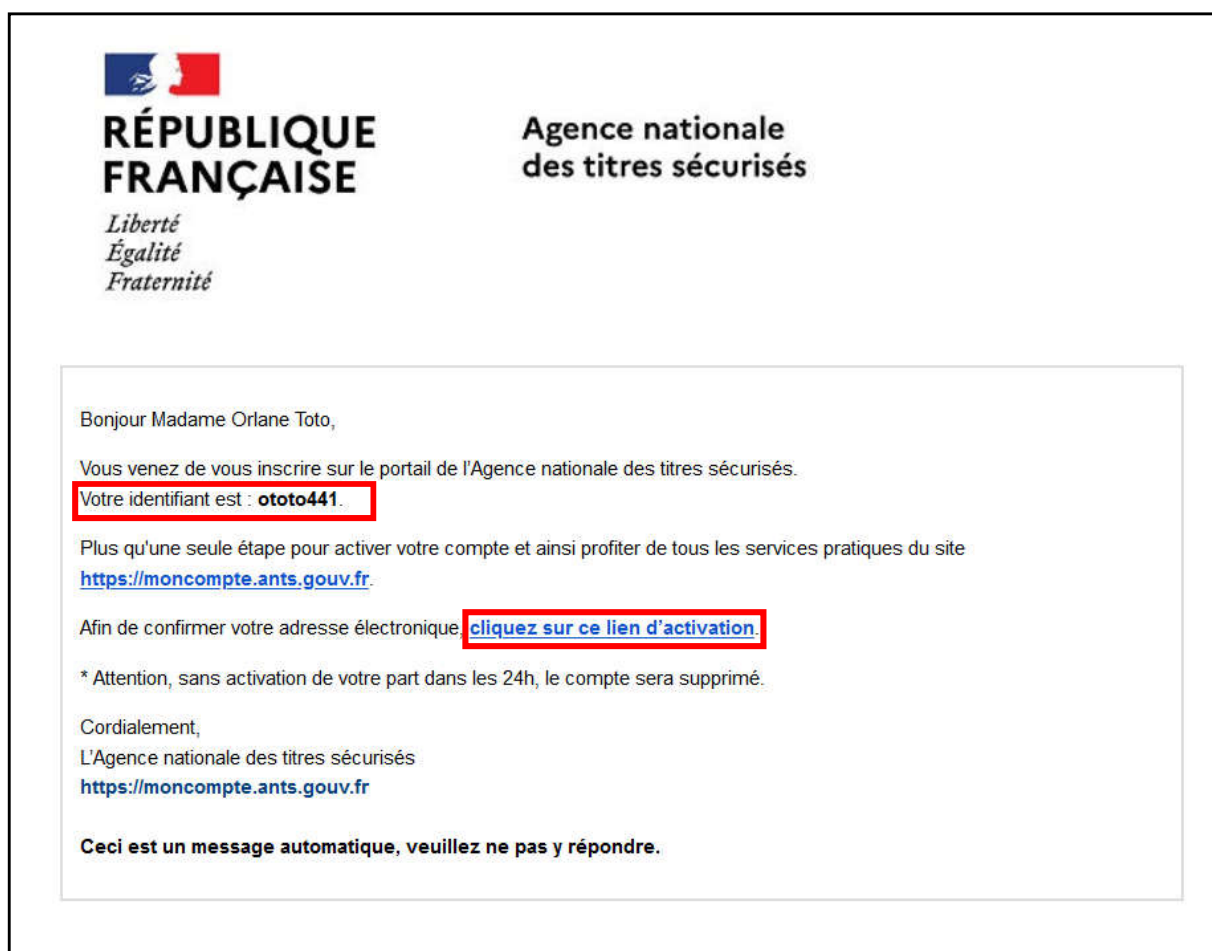 RÉPUBLIQUE
FRANÇAISE
Liberté
Égalité
Fraternité
Agence nationale
des titres sécurisés
Bonjour Madame Orlane Toto,
Vous venez de vous inscrire sur le portail de l'Agence nationale des titres sécurisés.
Votre identifiant est : ototo441.
Plus qu'une seule étape pour activer votre compte et ainsi profiter de tous les services pratiques du site
https://moncompte.ants.gouv.fr.
Afin de confirmer votre adresse électronique, cliquez sur ce lien d'activation.
* Attention, sans activation de votre part dans les 24h, le compte sera supprimé.
Cordialement,
L'Agence nationale des titres sécurisés
https://moncompte.ants.gouv.fr
Ceci est un message automatique, veuillez ne pas y répondre.